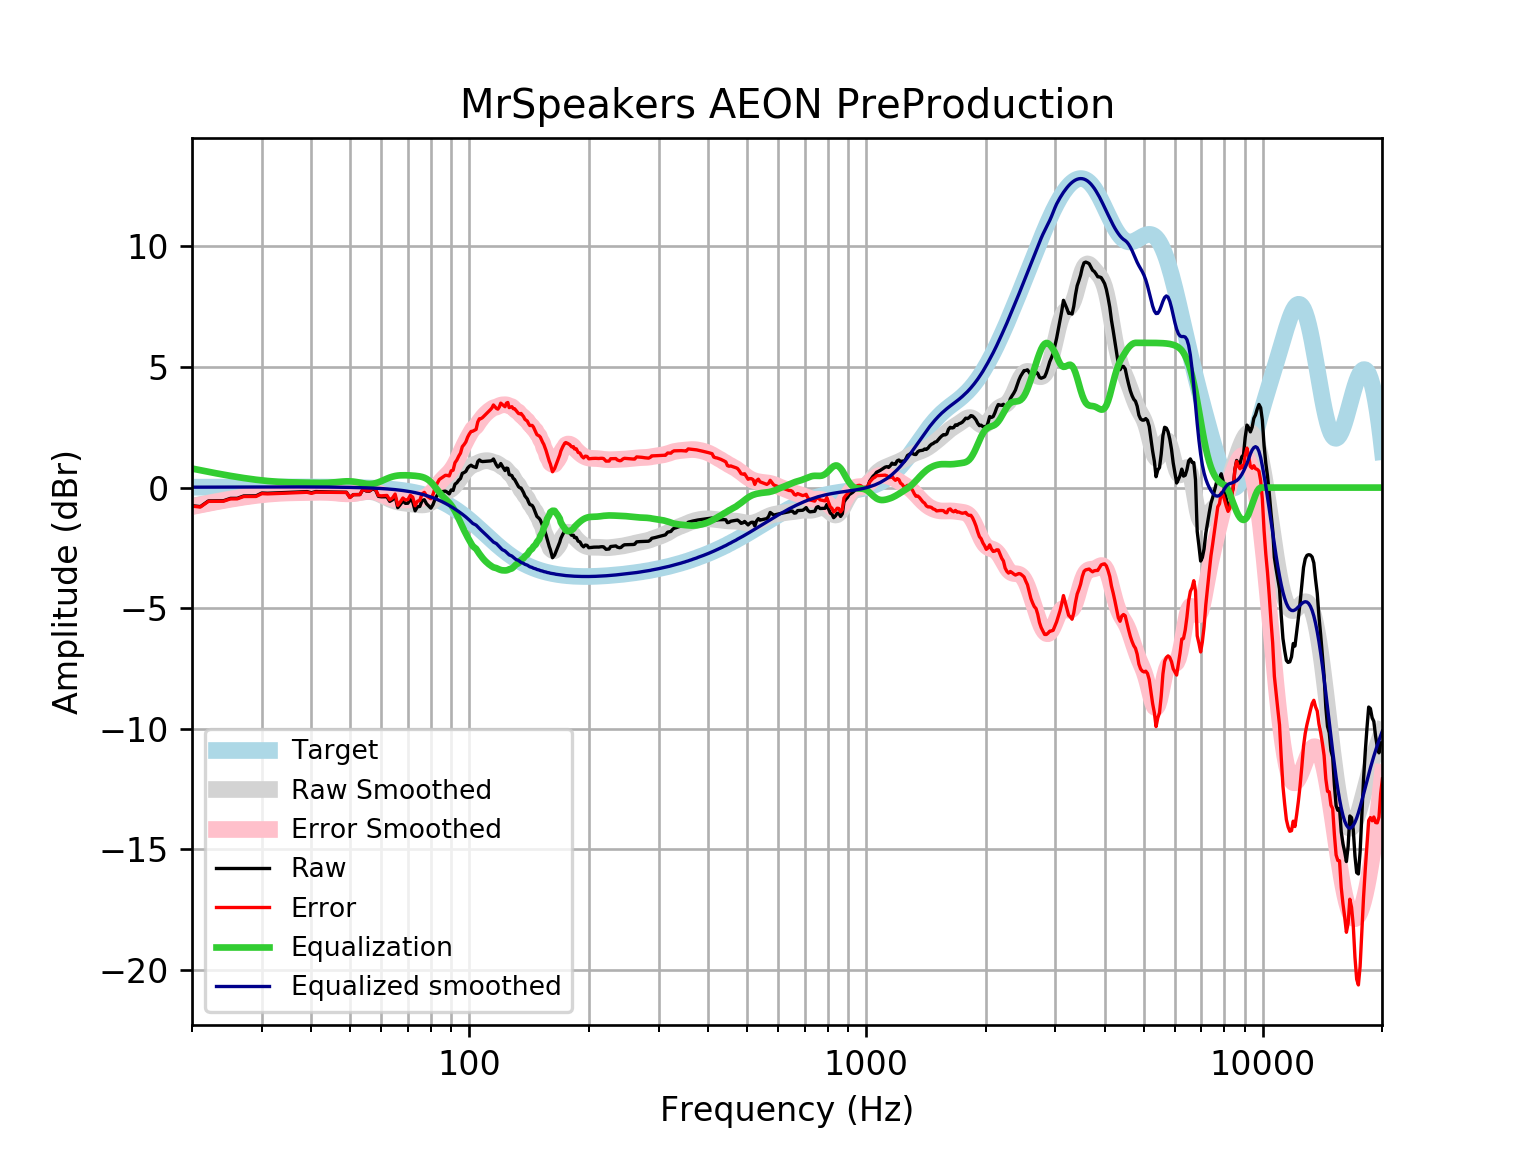 MrSpeakers AEON PreProduction
Amplitude (dBr)
10
5
0
−5
−10
−15
−20
Target
Raw Smoothed
Error Smoothed
Raw
Error
Equalization
Equalized smoothed
100
1000
10000
Frequency (Hz)